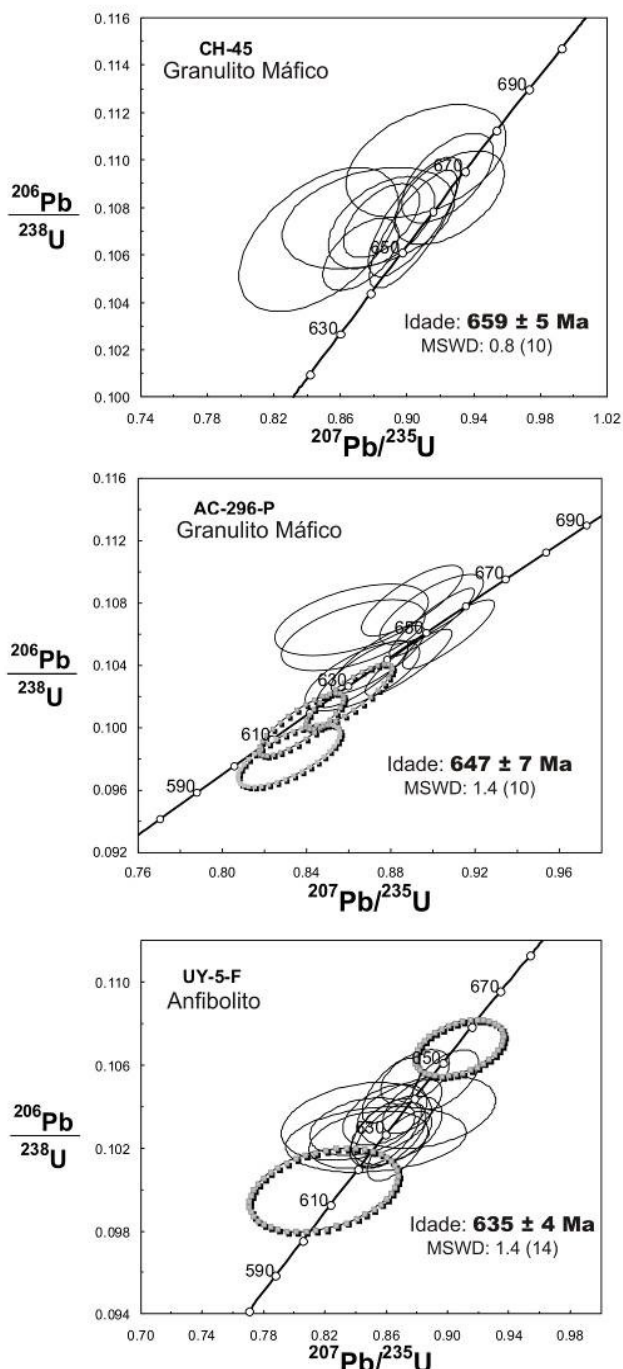 CH-45
Granulito Máfico
0.116
0.114
0.112
0.110
0.108
0.106
0.104
0.102
0.100
206Pb
238U
690
670
650
630
Idade: 659 ± 5 Ma
MSWD: 0.8 (10)
0.74 0.78 0.82 0.86 0.90 0.94 0.98 1.02
207Pb/235U
AC-296-P
Granulito Máfico
0.116
0.112
0.108
0.104
0.100
0.096
0.092
206Pb
238U
690
670
650
630
610
590
Idade: 647 ± 7 Ma
MSWD: 1.4 (10)
0.76 0.80 0.84 0.88 0.92 0.96
207Pb/235U
UY-5-F
Anfibolito
0.110
0.106
0.102
0.098
0.094
206Pb
238U
670
650
630
610
590
Idade: 635 ± 4 Ma
MSWD: 1.4 (14)
0.70 0.74 0.78 0.82 0.86 0.90 0.94 0.98
207Pb/235U